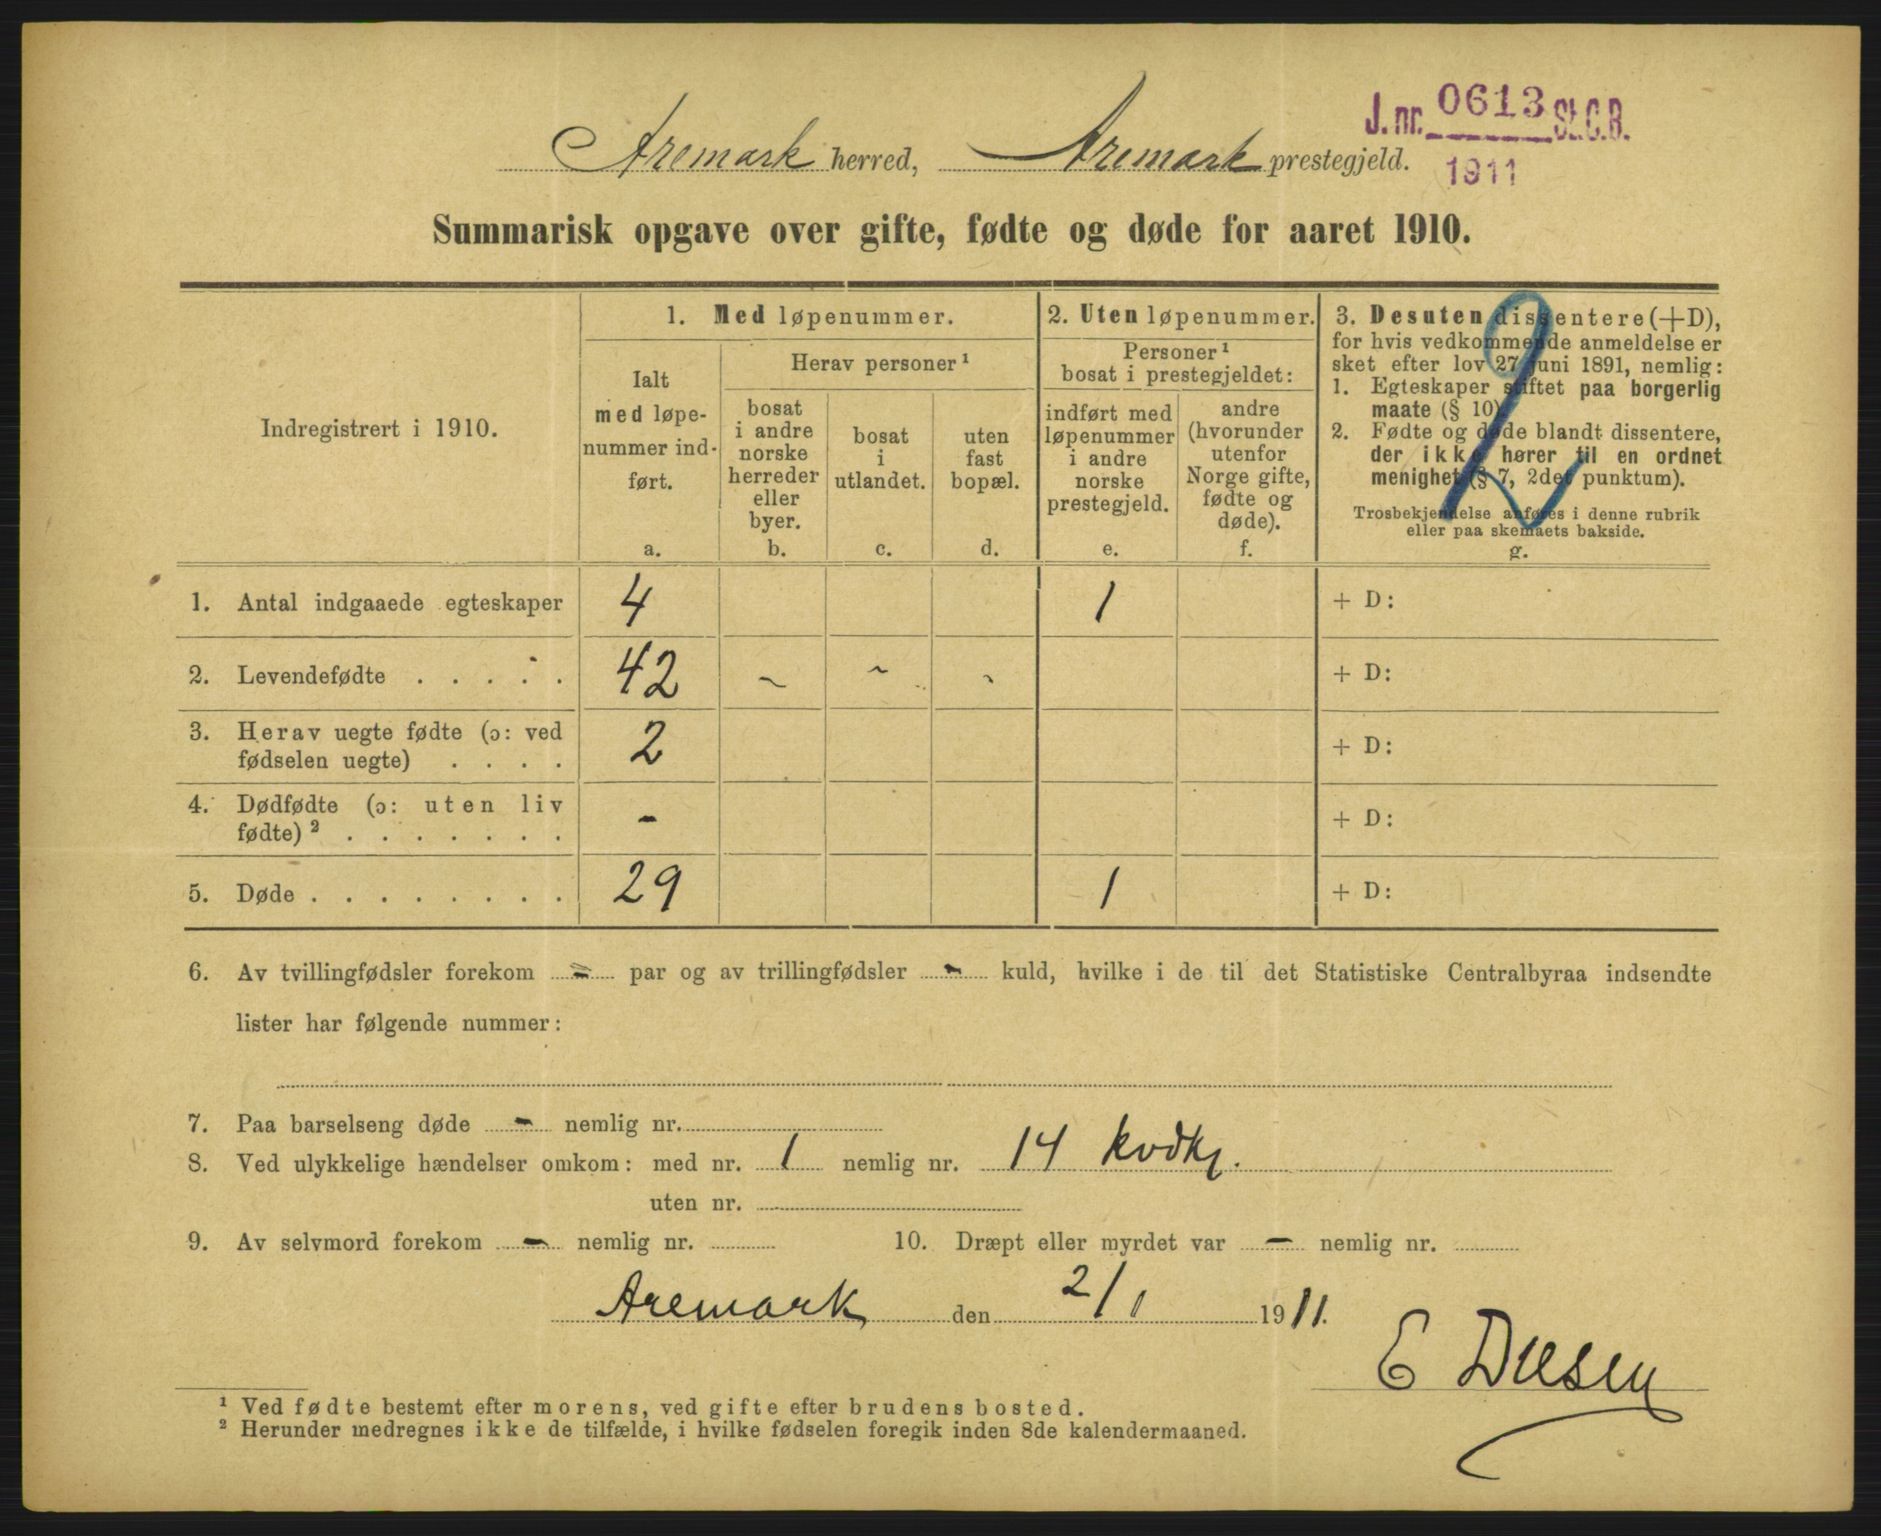 J. nr. 0613 St. C. B.
1911
Aremark herred, Aremark prestegjeld.
Summarisk opgave over gifte, fødte og døde for aaret 1910.
Indregistrert i 1910.
1. Med løpenummer.
Ialt
med løpe-
nummer ind-
ført.
a.
Herav personer ¹
bosat
i andre
norske
herreder
eller
byer.
b.
bosat
i
utlandet.
c.
uten
fast
bopæl.
d.
2. Uten løpenummer.
Personer ¹
bosat i prestegjeldet:
indført med
løpenummer
i andre
norske
prestegjeld.
e.
andre
(hvorunder
utenfor
Norge gifte,
fødte og
døde).
f.
3. Desuten dissentere (+D),
for hvis vedkommende anmeldelse er
sket efter lov 27 juni 1891, nemlig:
1. Egteskaper stiftet paa borgerlig
maate (§ 10).
2. Fødte og døde blandt dissentere,
der ikke hører til en ordnet
menighet (§ 7, 2det punktum).
Trosbekjendelse anføres i denne rubrik
eller paa skemaets bakside.
g.
1. Antal indgaaede egteskaper 4 1 + D:
2. Levendefødte . . . . . 42 ~ ~ ~ + D:
3. Herav uegte fødte (ɔ: ved
fødselen uegte) . . . . 2 + D:
4. Dødfødte (ɔ: uten liv
fødte) ² . . . . . . . - + D:
5. Døde . . . . . . . . 29 1 + D:
6. Av tvillingfødsler forekom - par og av trillingfødsler - kuld, hvilke i de til det Statistiske Centralbyraa indsendte
lister har følgende nummer:
7. Paa barselseng døde - nemlig nr.
8. Ved ulykkelige hændelser omkom: med nr. 1 nemlig nr. 14 kvdkj.
uten nr.
9. Av selvmord forekom - nemlig nr. 10. Dræpt eller myrdet var - nemlig nr.
Aremark den 2/1 1911.
E Diesen
¹ Ved fødte bestemt efter morens, ved gifte efter brudens bosted.
² Herunder medregnes ikke de tilfælde, i hvilke fødselen foregik inden 8de kalendermaaned.